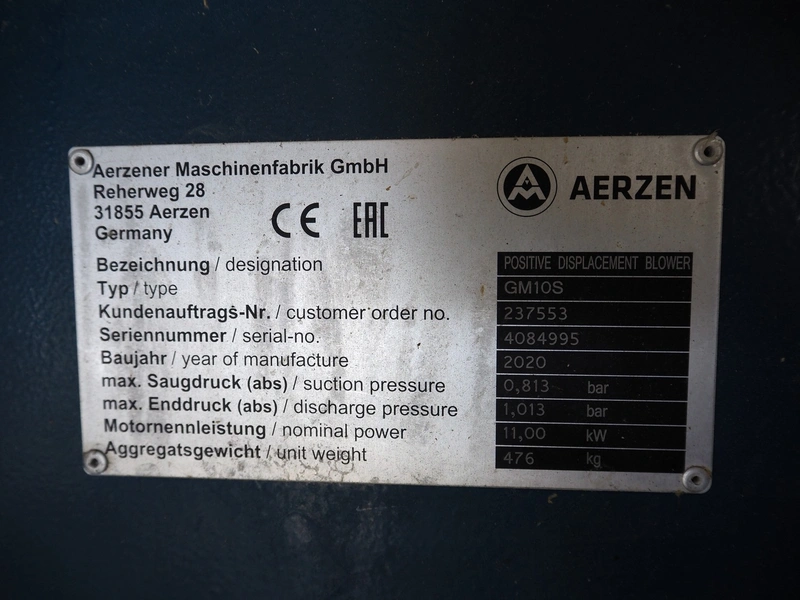 Aerzener Maschinenfabrik GmbH
Reherweg 28
31855 Aerzen
Germany
CE EAC
AERZEN
Bezeichnung / designation POSITIVE DISPLACEMENT BLOWER
Typ / type GM10S
Kundenauftrags-Nr. / customer order no. 237553
Seriennummer / serial-no. 4084995
Baujahr / year of manufacture 2020
max. Saugdruck (abs) / suction pressure 0,813 bar
max. Enddruck (abs) / discharge pressure 1,013 bar
Motornennleistung / nominal power 11,00 kW
Aggregatsgewicht / unit weight 476 kg